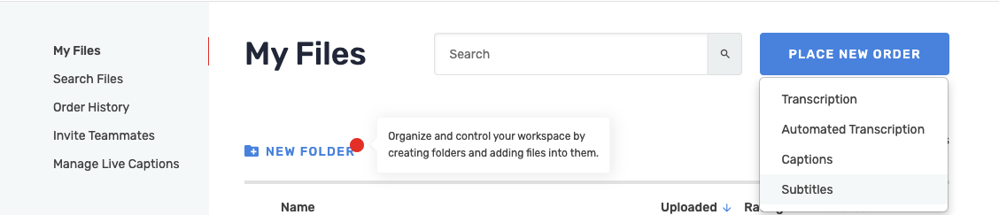 My Files
Search Files
Order History
Invite Teammates
Manage Live Captions
My Files
Search
PLACE NEW ORDER
Transcription
Automated Transcription
Captions
Subtitles
NEW FOLDER
Organize and control your workspace by
creating folders and adding files into them.
Name
Uploaded